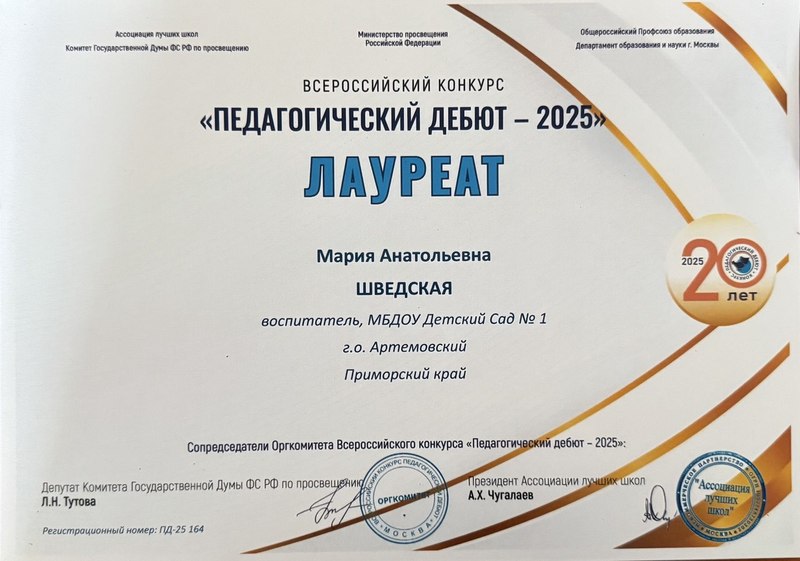 Ассоциация лучших школ
Комитет Государственной Думы ФС РФ по просвещению
Министерство просвещения
Российской Федерации
Общероссийский Профсоюз образования
Департамент образования и науки г. Москвы
ВСЕРОССИЙСКИЙ КОНКУРС
«ПЕДАГОГИЧЕСКИЙ ДЕБЮТ – 2025»
ЛАУРЕАТ
Мария Анатольевна
ШВЕДСКАЯ
воспитатель, МБДОУ Детский Сад № 1
г.о. Артемовский
Приморский край
2025 20
лет
Сопредседатели Оргкомитета Всероссийского конкурса «Педагогический дебют – 2025»:
Депутат Комитета Государственной Думы ФС РФ по просвещению
Л.Н. Тутова
ОРГКОМИТЕТ
МОСКВА
Президент Ассоциации лучших школ
А.Х. Чугалаев
"Ассоциация
лучших
школ"
МОСКВА
Регистрационный номер: ПД-25 164